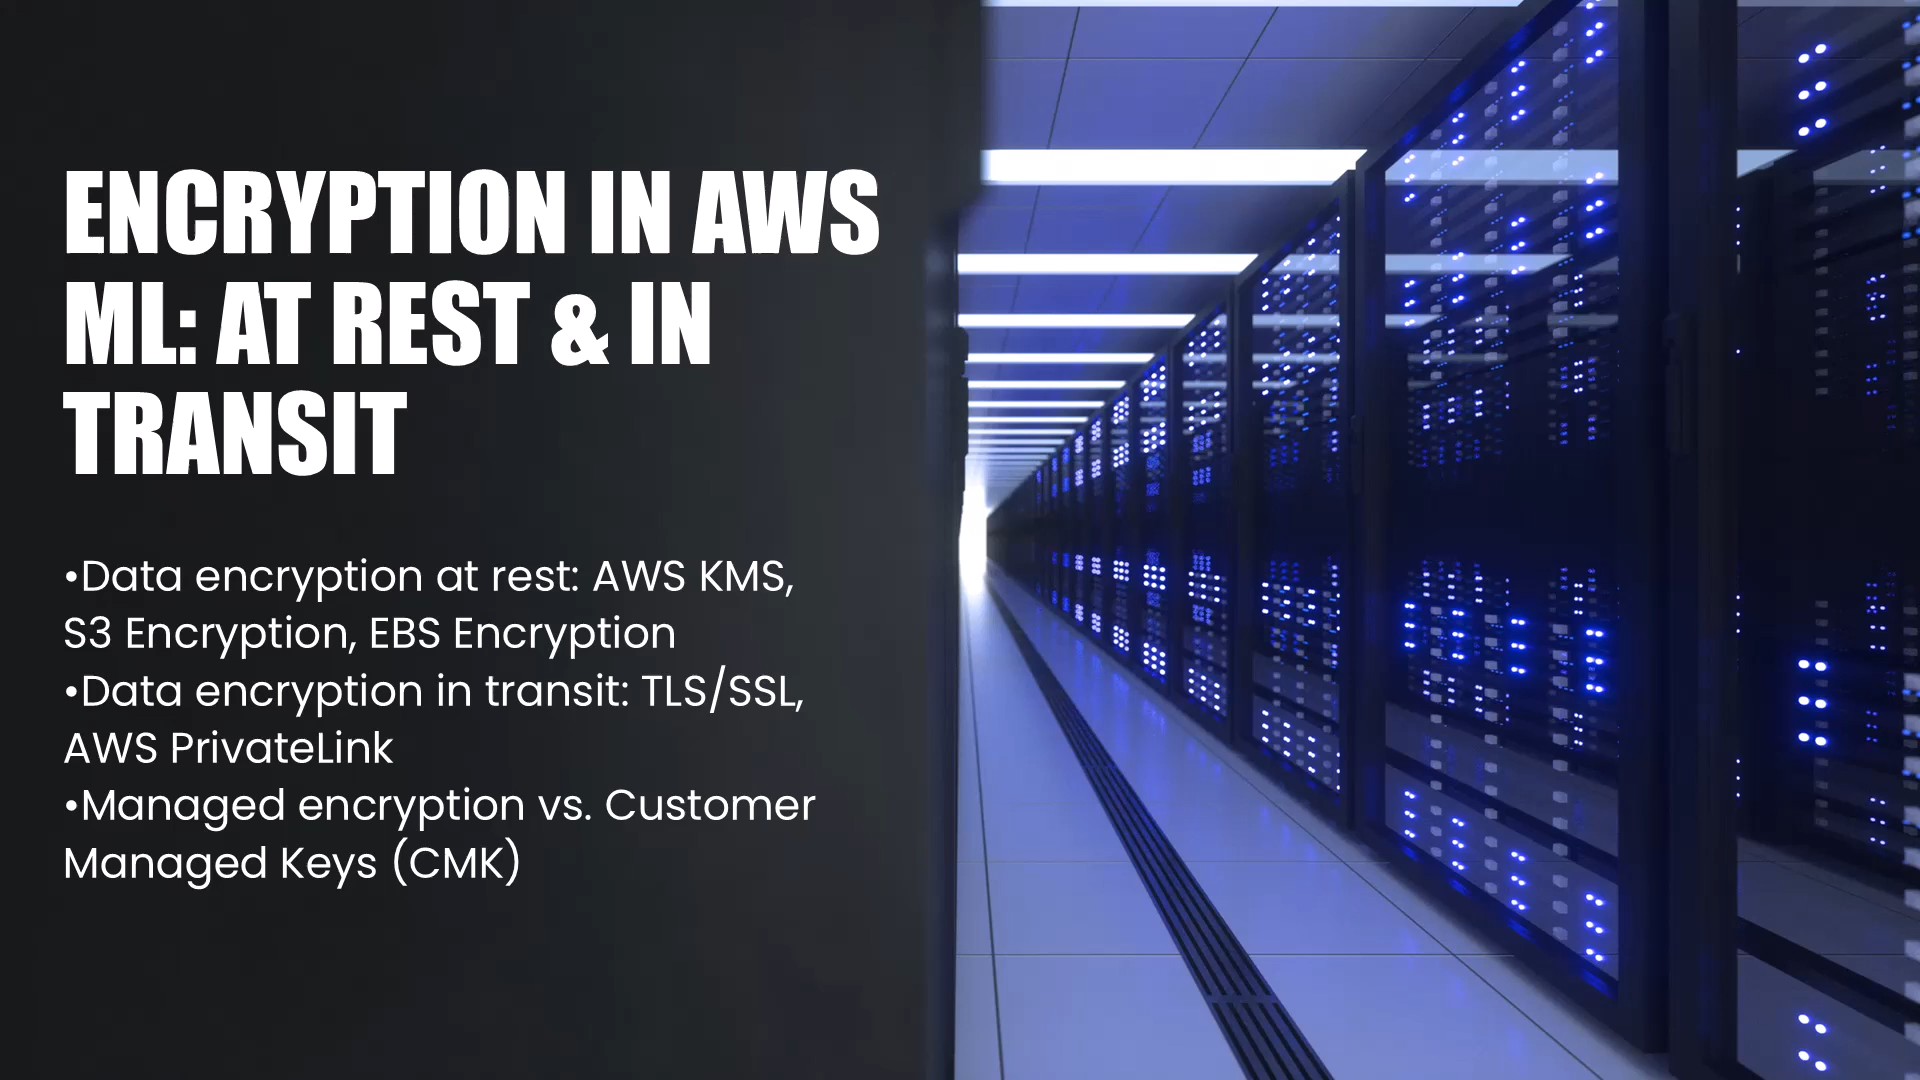 ENCRYPTION IN AWS
ML: AT REST & IN
TRANSIT
•Data encryption at rest: AWS KMS,
S3 Encryption, EBS Encryption
•Data encryption in transit: TLS/SSL,
AWS PrivateLink
•Managed encryption vs. Customer
Managed Keys (CMK)